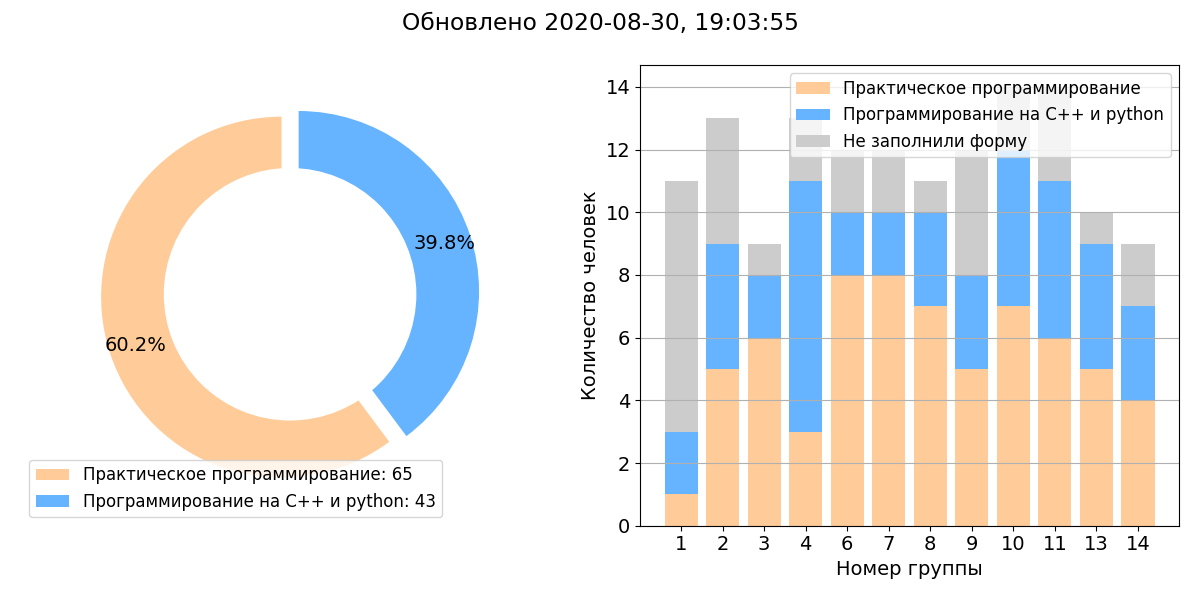 Обновлено 2020-08-30, 19:03:55
39.8%
60.2%
Практическое программирование: 65
Программирование на C++ и python: 43
Практическое программирование
Программирование на C++ и python
Не заполнили форму
Количество человек
14
12
10
8
6
4
2
0
1 2 3 4 6 7 8 9 10 11 13 14
Номер группы